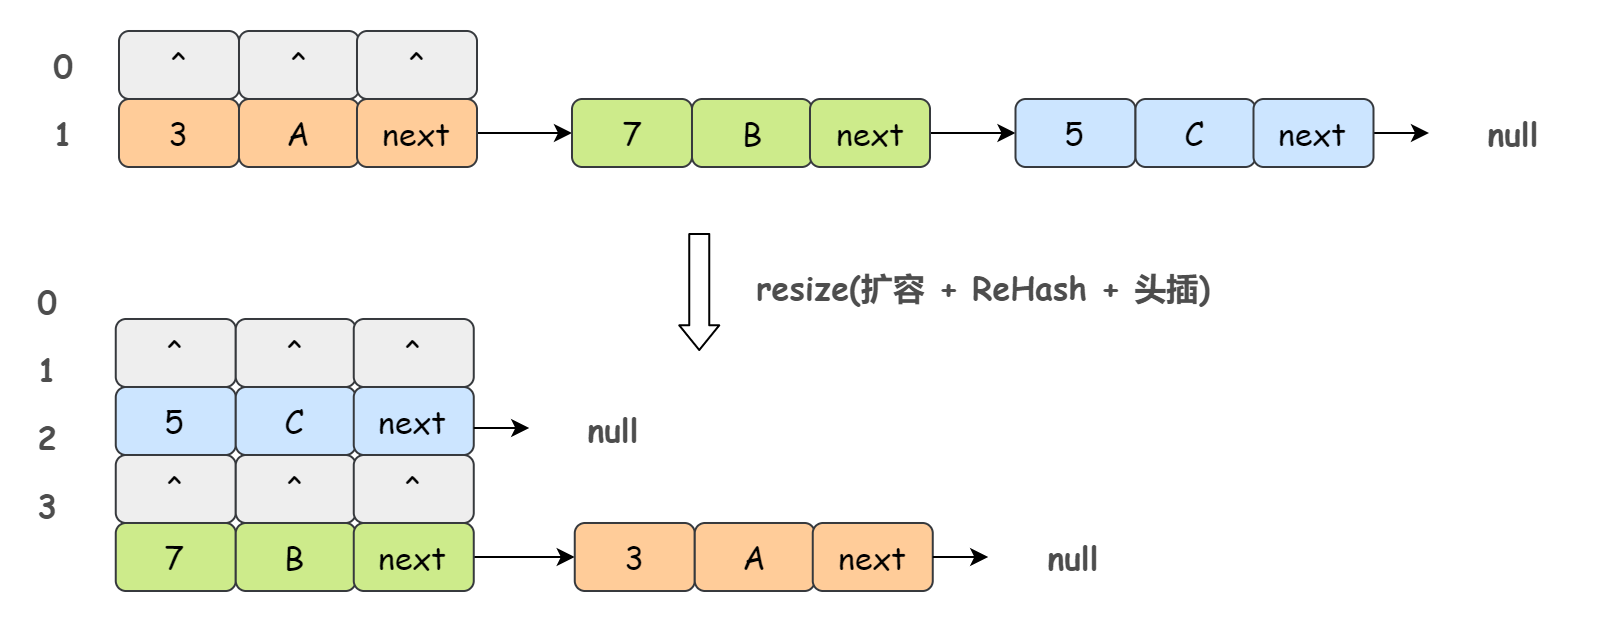 0 ^ ^ ^
1 3 A next 7 B next 5 C next null
resize(扩容 + ReHash + 头插)
0
^ ^ ^
1
5 C next null
2
^ ^ ^
3
7 B next 3 A next null